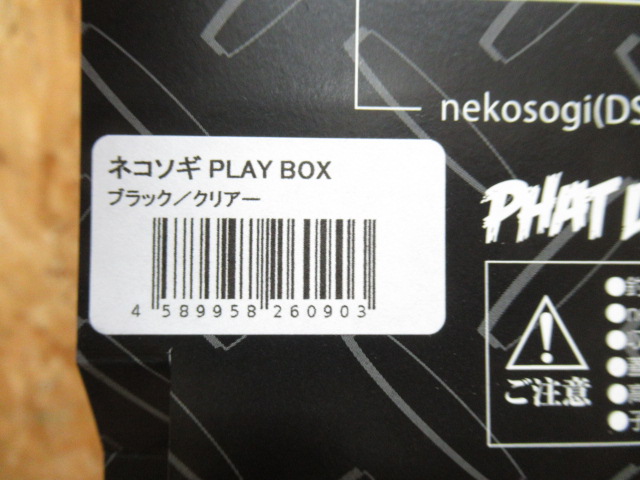 nekosogi(DS
ネコソギ PLAY BOX
ブラック／クリアー
4 589958 260903
PHAT
ご注意